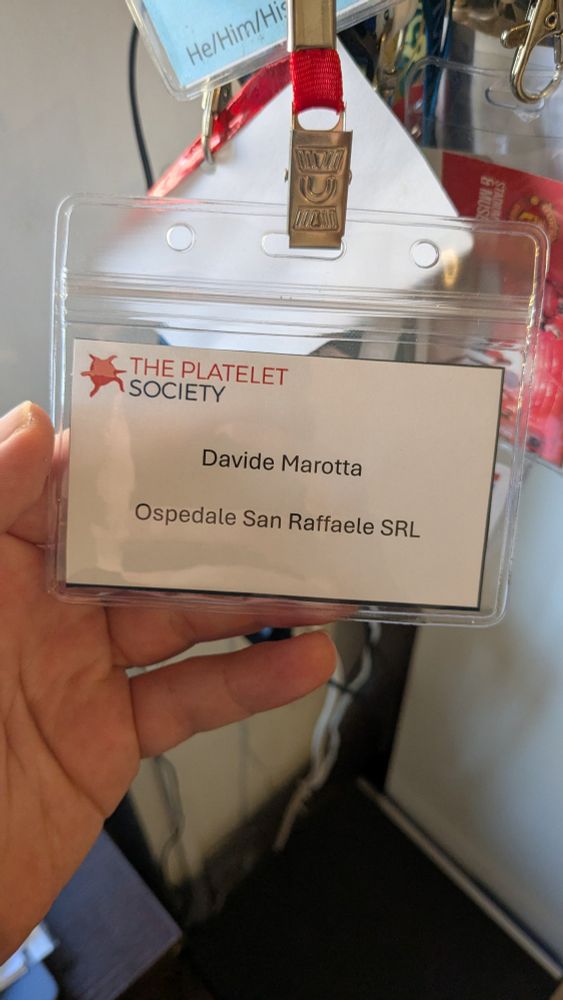 He/Him/His
THE PLATELET
SOCIETY
Davide Marotta
Ospedale San Raffaele SRL